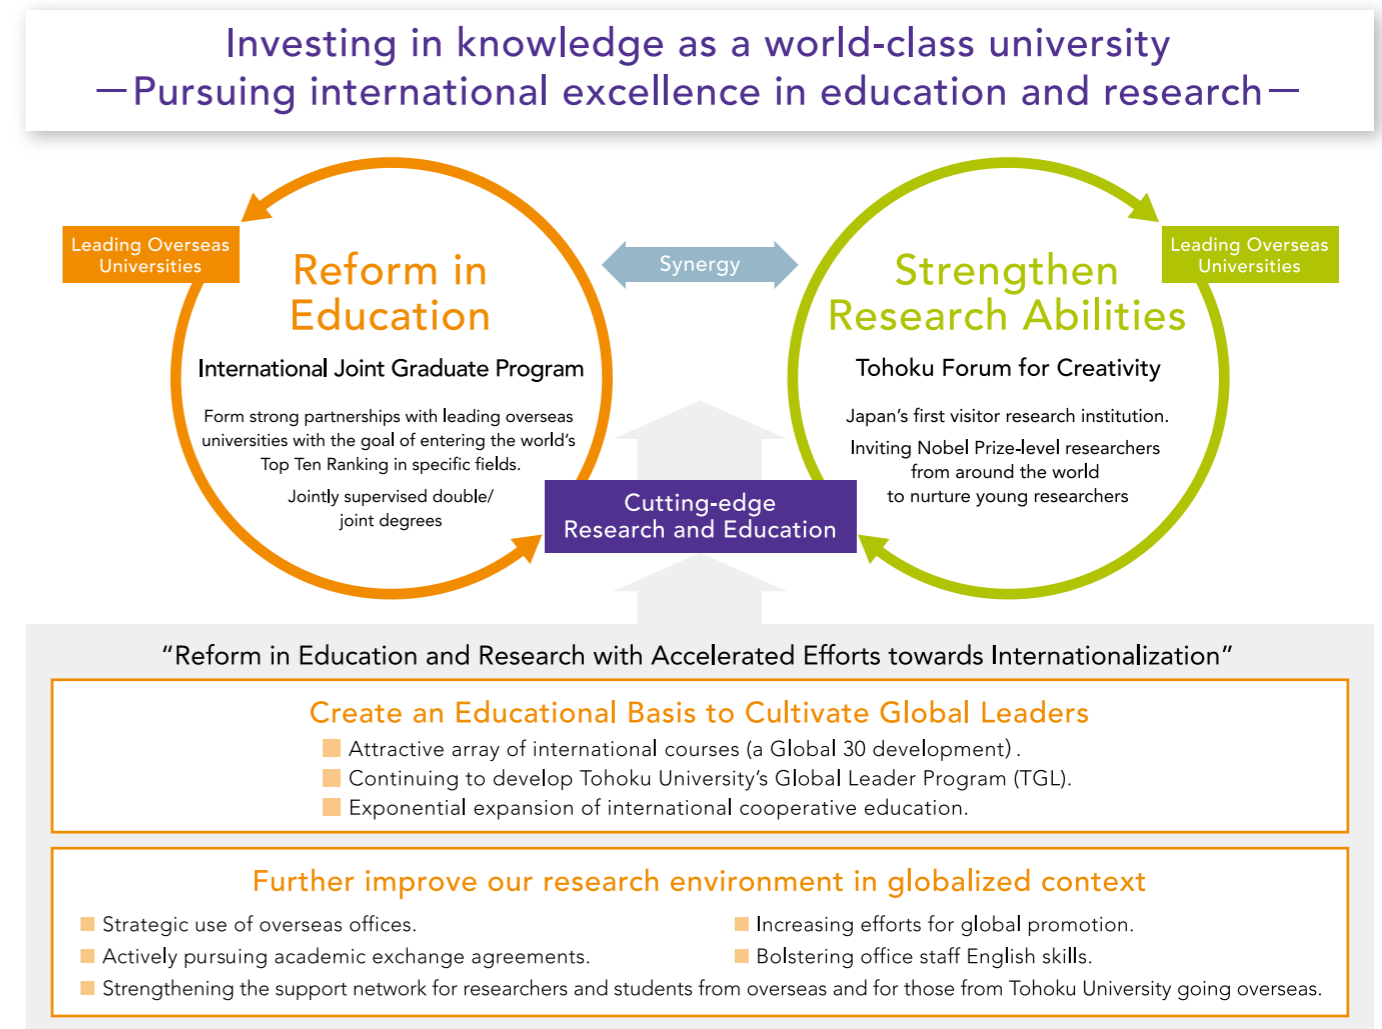 Investing in knowledge as a world-class university
—Pursuing international excellence in education and research—
Leading Overseas
Universities
Reform in
Education
International Joint Graduate Program
Form strong partnerships with leading overseas
universities with the goal of entering the world's
Top Ten Ranking in specific fields.
Jointly supervised double/
joint degrees
Synergy
Leading Overseas
Universities
Strengthen
Research Abilities
Tohoku Forum for Creativity
Japan's first visitor research institution.
Inviting Nobel Prize-level researchers
from around the world
to nurture young researchers
Cutting-edge
Research and Education
“Reform in Education and Research with Accelerated Efforts towards Internationalization”
Create an Educational Basis to Cultivate Global Leaders
Attractive array of international courses (a Global 30 development).
Continuing to develop Tohoku University's Global Leader Program (TGL).
Exponential expansion of international cooperative education.
Further improve our research environment in globalized context
Strategic use of overseas offices.
Increasing efforts for global promotion.
Actively pursuing academic exchange agreements.
Bolstering office staff English skills.
Strengthening the support network for researchers and students from overseas and for those from Tohoku University going overseas.